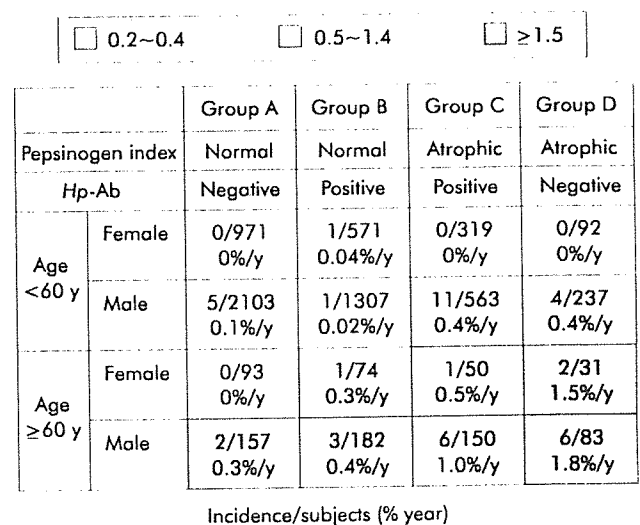 0.2~0.4 0.5~1.4 ≥1.5
Group A Group B Group C Group D
Pepsinogen index Normal Normal Atrophic Atrophic
Hp-Ab Negative Positive Positive Negative
Age <60 y Female 0/971 1/571 0/319 0/92
0%/y 0.04%/y 0%/y 0%/y
Male 5/2103 1/1307 11/563 4/237
0.1%/y 0.02%/y 0.4%/y 0.4%/y
Age ≥60 y Female 0/93 1/74 1/50 2/31
0%/y 0.3%/y 0.5%/y 1.5%/y
Male 2/157 3/182 6/150 6/83
0.3%/y 0.4%/y 1.0%/y 1.8%/y
Incidence/subjects (% year)